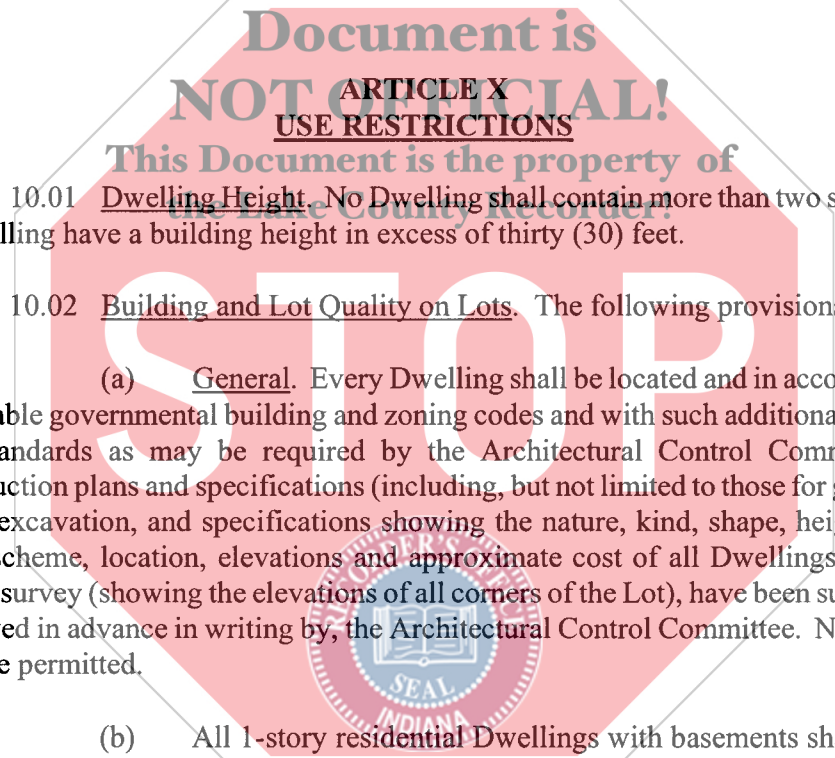 Document is
NOT OFFICIAL!
This Document is the property of
the Lake County Recorder!
STOP
ARTICLE X
USE RESTRICTIONS
10.01 Dwelling Height. No Dwelling shall contain more than two s
lling have a building height in excess of thirty (30) feet.
10.02 Building and Lot Quality on Lots. The following provision
(a) General. Every Dwelling shall be located and in acco
able governmental building and zoning codes and with such additiona
andards as may be required by the Architectural Control Comm
uction plans and specifications (including, but not limited to those for
excavation, and specifications showing the nature, kind, shape, hei
cheme, location, elevations and approximate cost of all Dwellings
survey (showing the elevations of all corners of the Lot), have been su
ved in advance in writing by, the Architectural Control Committee. N
e permitted.
(b) All 1-story residential Dwellings with basements sh
RECORDER'S OFFICE
SEAL
INDIANA